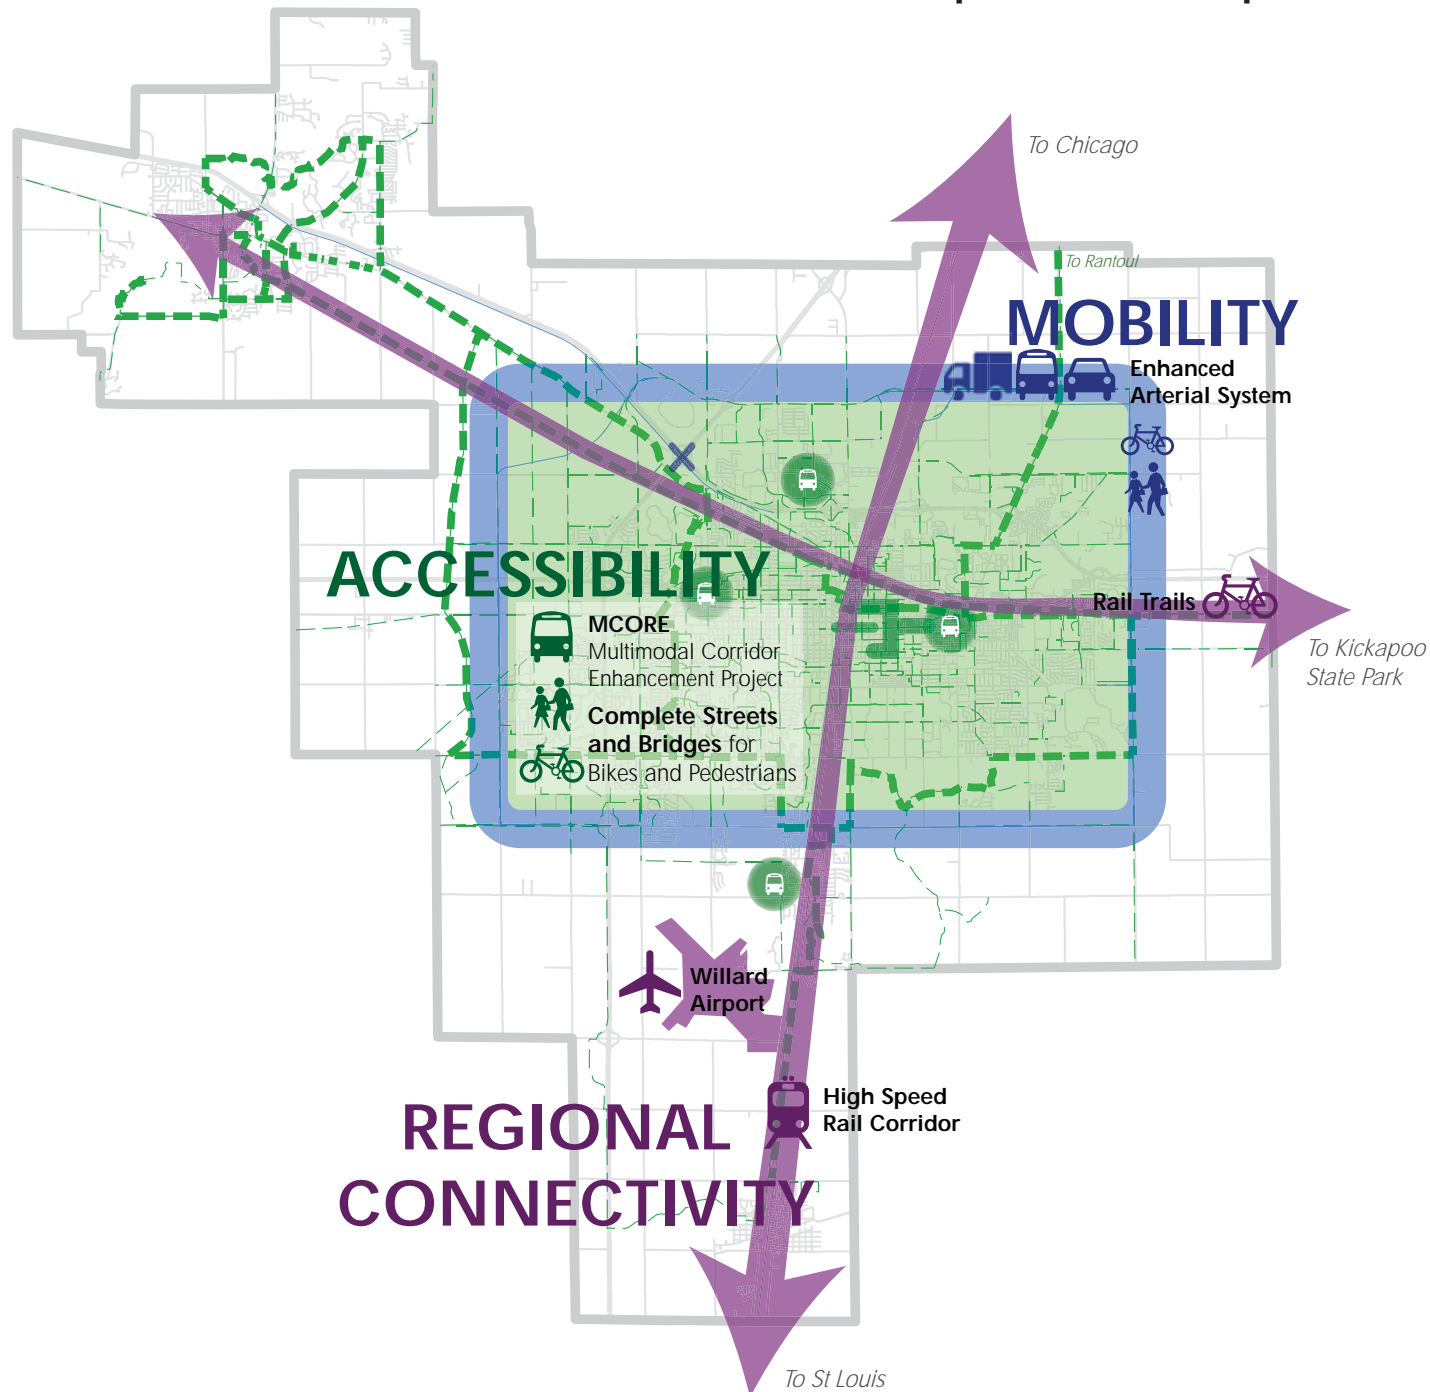 To Chicago
To Rantoul
MOBILITY
Enhanced
Arterial System
ACCESSIBILITY
MCORE
Multimodal Corridor
Enhancement Project
Complete Streets
and Bridges for
Bikes and Pedestrians
Rail Trails
To Kickapoo
State Park
Willard
Airport
High Speed
Rail Corridor
REGIONAL
CONNECTIVITY
To St Louis